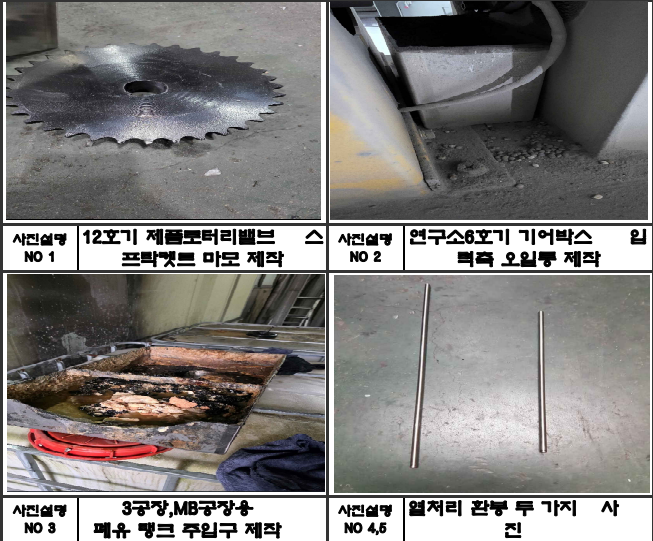 사진설명
NO 1
12호기 제품로터리밸브 스
프라켓트 마모 제작
사진설명
NO 2
연구소6호기 기어박스 입
력측 오일통 제작
사진설명
NO 3
3공장,MB공장용
폐유 탱크 주입구 제작
사진설명
NO 4,5
열처리 환봉 두 가지 사
진